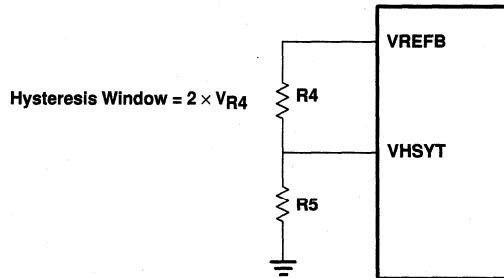 VREFB
Hysteresis Window = 2 × VR4
R4
VHSYT
R5